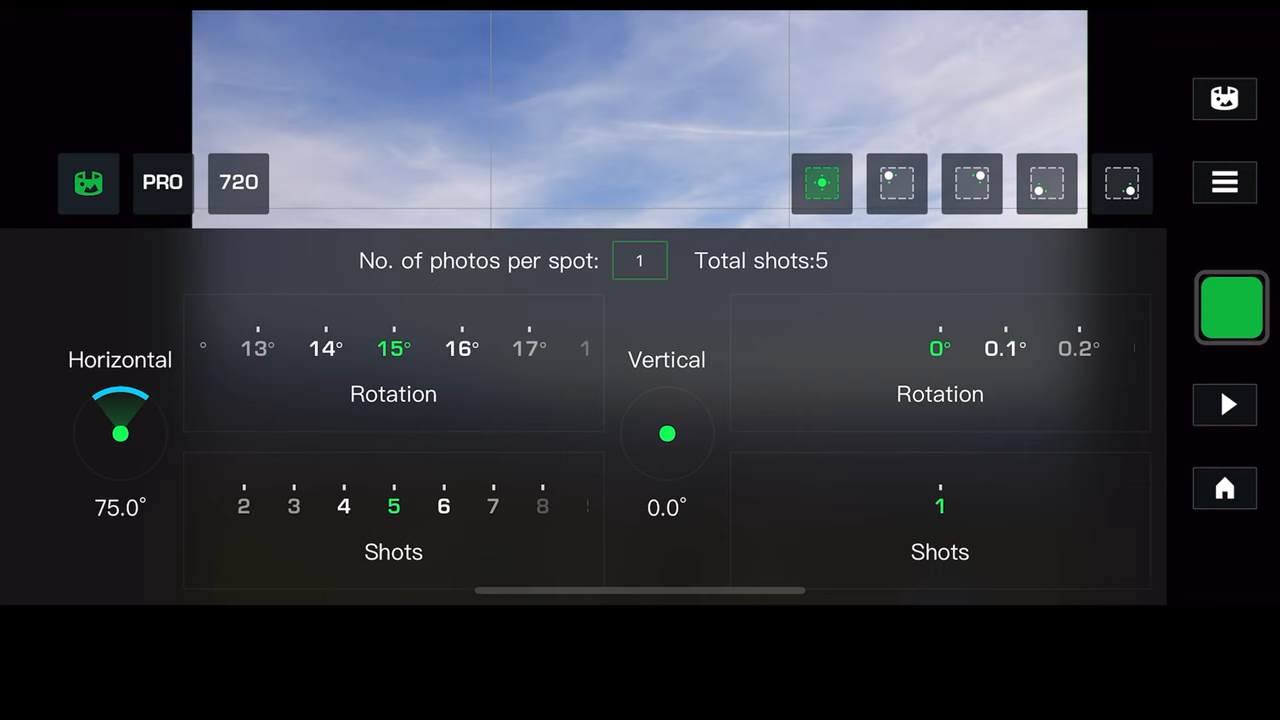 PRO 720
No. of photos per spot: 1 Total shots:5
Horizontal
75.0°
13° 14° 15° 16° 17° 1
Rotation
2 3 4 5 6 7 8
Shots
Vertical
0.0°
0° 0.1° 0.2°
Rotation
1
Shots